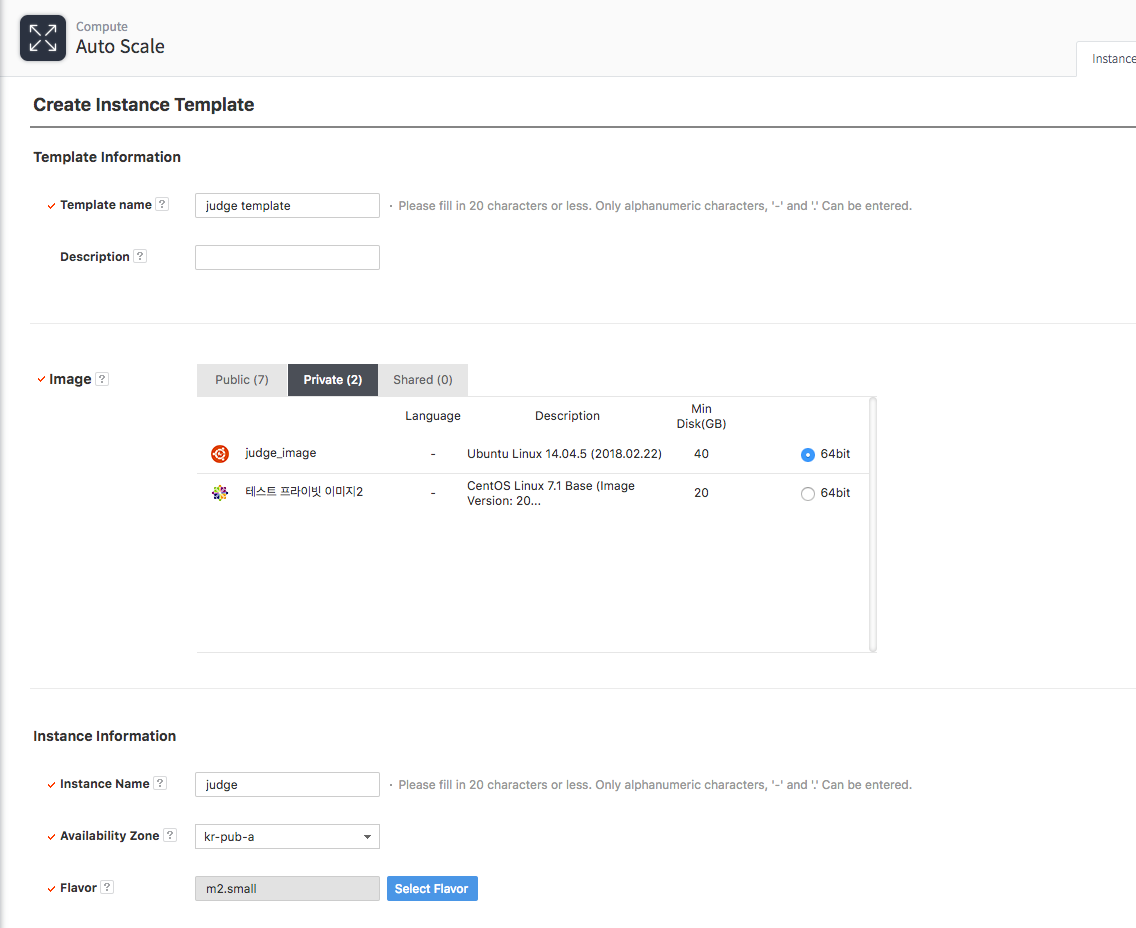 Compute
Auto Scale
Instance
Create Instance Template
Template Information
Template name ? judge template · Please fill in 20 characters or less. Only alphanumeric characters, '-' and '.' Can be entered.
Description ?
Image ? Public (7) Private (2) Shared (0)
Language Description Min Disk(GB)
judge_image - Ubuntu Linux 14.04.5 (2018.02.22) 40 64bit
테스트 프라이빗 이미지2 - CentOS Linux 7.1 Base (Image Version: 20... 20 64bit
Instance Information
Instance Name ? judge · Please fill in 20 characters or less. Only alphanumeric characters, '-' and '.' Can be entered.
Availability Zone ? kr-pub-a
Flavor ? m2.small Select Flavor